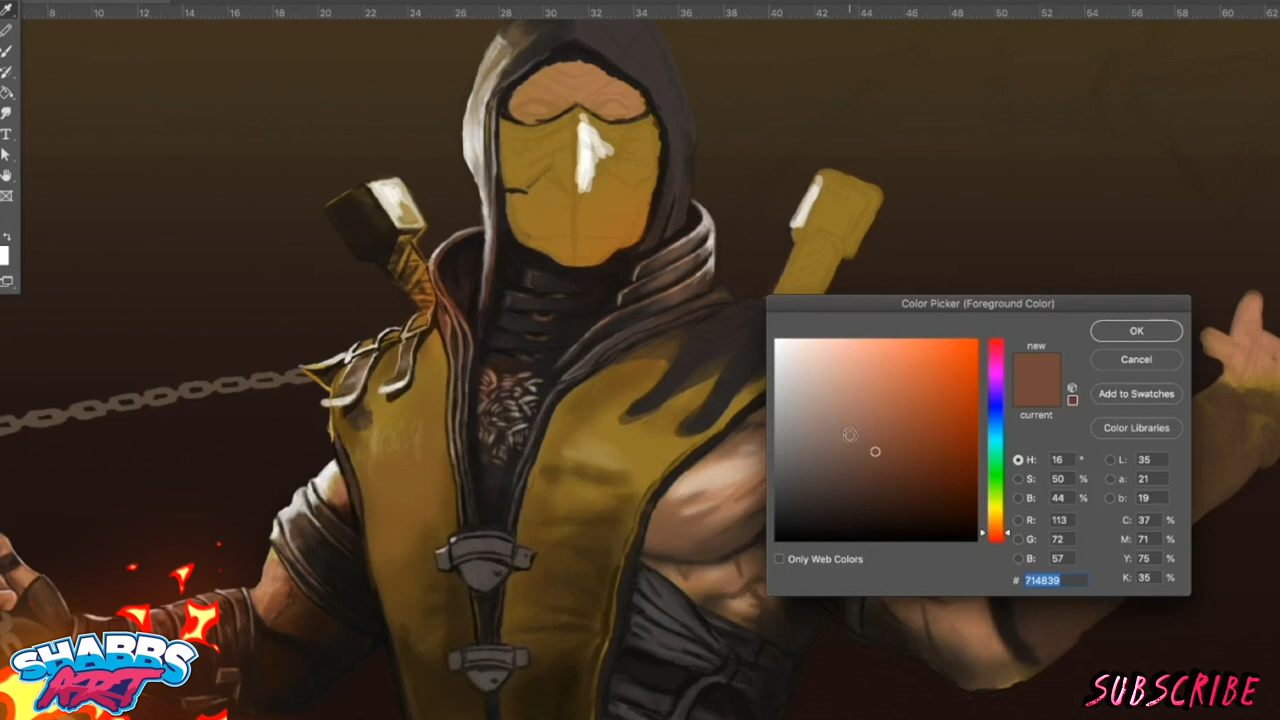 8 10 12 14 16 18 20 22 24 26 28 30 32 34 36 38 40 42 44 46 48 50 52 54 56 58 60 62
T
Color Picker (Foreground Color)
new
current
OK
Cancel
Add to Swatches
Color Libraries
H: 16 ° L: 35
S: 50 % a: 21
B: 44 % b: 19
R: 113 C: 37 %
G: 72 M: 71 %
B: 57 Y: 75 %
# 714839 K: 35 %
Only Web Colors
SHABBS
ART
SUBSCRIBE